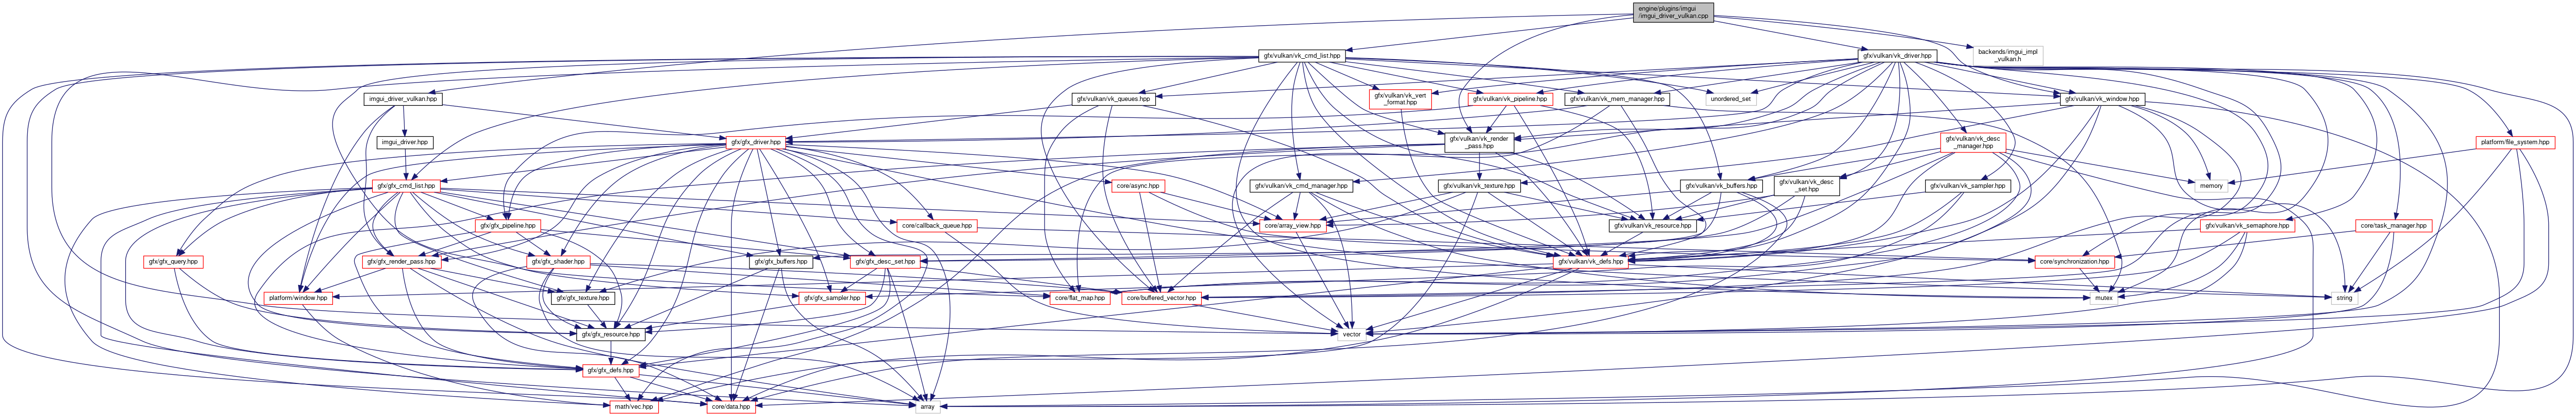 engine/plugins/imgui
/imgui_driver_vulkan.cpp
gfx/vulkan/vk_cmd_list.hpp
gfx/vulkan/vk_driver.hpp
backends/imgui_impl
_vulkan.h
imgui_driver_vulkan.hpp
gfx/vulkan/vk_queues.hpp
gfx/vulkan/vk_vert
_format.hpp
gfx/vulkan/vk_pipeline.hpp
gfx/vulkan/vk_mem_manager.hpp
unordered_set
gfx/vulkan/vk_window.hpp
imgui_driver.hpp
gfx/gfx_driver.hpp
gfx/vulkan/vk_render
_pass.hpp
gfx/vulkan/vk_desc
_manager.hpp
platform/file_system.hpp
gfx/gfx_cmd_list.hpp
core/async.hpp
gfx/vulkan/vk_cmd_manager.hpp
gfx/vulkan/vk_texture.hpp
gfx/vulkan/vk_buffers.hpp
gfx/vulkan/vk_desc
_set.hpp
gfx/vulkan/vk_sampler.hpp
memory
gfx/gfx_pipeline.hpp
core/callback_queue.hpp
core/array_view.hpp
gfx/vulkan/vk_resource.hpp
gfx/vulkan/vk_semaphore.hpp
core/task_manager.hpp
gfx/gfx_query.hpp
gfx/gfx_render_pass.hpp
gfx/gfx_shader.hpp
gfx/gfx_buffers.hpp
gfx/gfx_desc_set.hpp
gfx/vulkan/vk_defs.hpp
core/synchronization.hpp
platform/window.hpp
gfx/gfx_texture.hpp
gfx/gfx_sampler.hpp
core/flat_map.hpp
core/buffered_vector.hpp
mutex
string
gfx/gfx_resource.hpp
vector
gfx/gfx_defs.hpp
math/vec.hpp
core/data.hpp
array